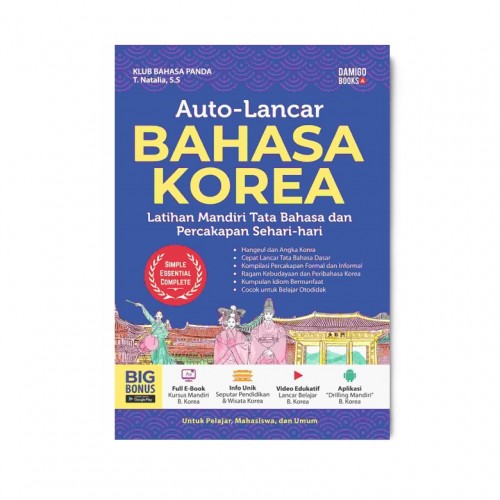 KLUB BAHASA PANDA
T. Natalia, S.S
DAMIGO
BOOKS
Auto-Lancar
BAHASA
KOREA
Latihan Mandiri Tata Bahasa dan
Percakapan Sehari-hari
SIMPLE
ESSENTIAL
COMPLETE
• Hangeul dan Angka Korea
• Cepat Lancar Tata Bahasa Dasar
• Kompilasi Percakapan Formal dan Informal
• Ragam Kebudayaan dan Peribahasa Korea
• Kumpulan Idiom Bermanfaat
• Cocok untuk Belajar Otodidak
BIG
BONUS
Google Play
Full E-Book
Kursus Mandiri
B. Korea
Info Unik
Seputar Pendidikan
& Wisata Korea
Video Edukatif
Lancar Belajar
B. Korea
Aplikasi
"Drilling Mandiri"
B. Korea
Untuk Pelajar, Mahasiswa, dan Umum